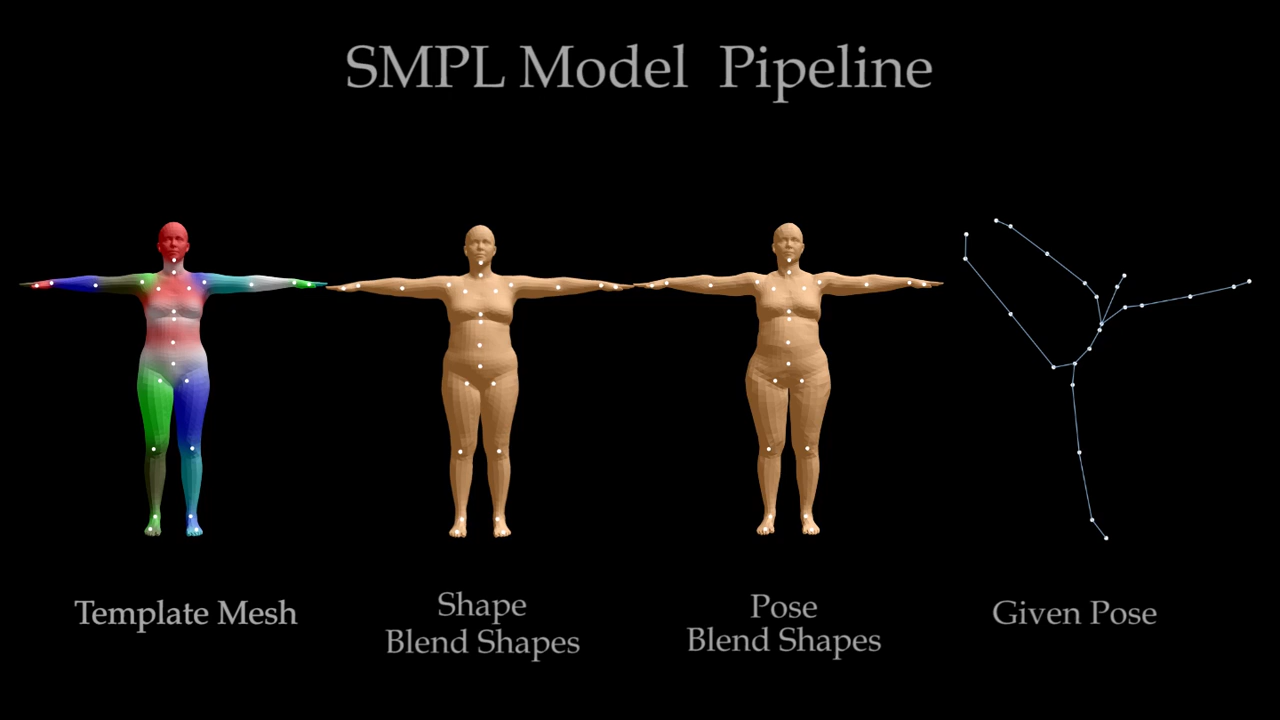 SMPL Model Pipeline
Template Mesh
Shape
Blend Shapes
Pose
Blend Shapes
Given Pose